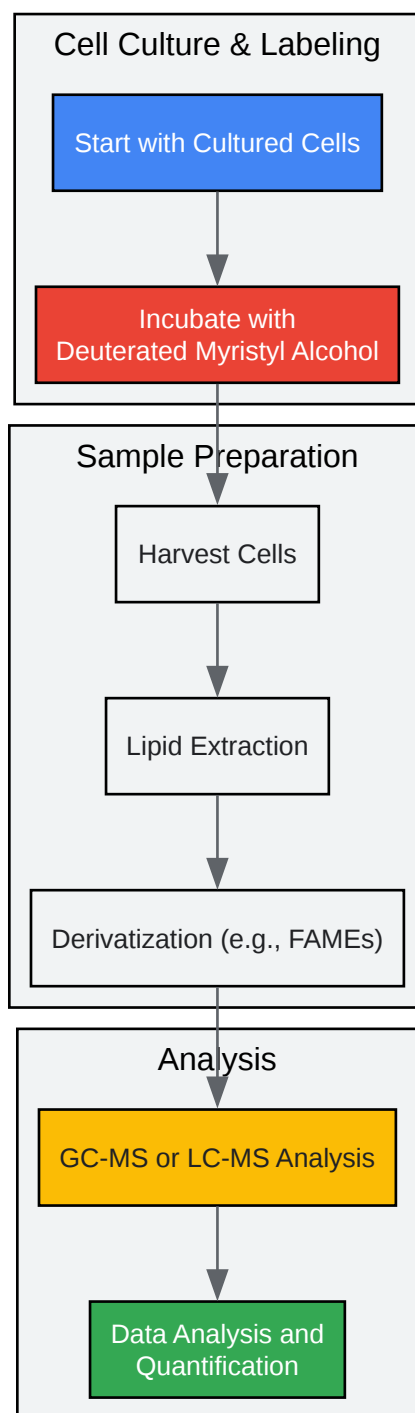 Cell Culture & Labeling
Start with Cultured Cells
Incubate with
Deuterated Myristyl Alcohol
Sample Preparation
Harvest Cells
Lipid Extraction
Derivatization (e.g., FAMEs)
Analysis
GC-MS or LC-MS Analysis
Data Analysis and
Quantification